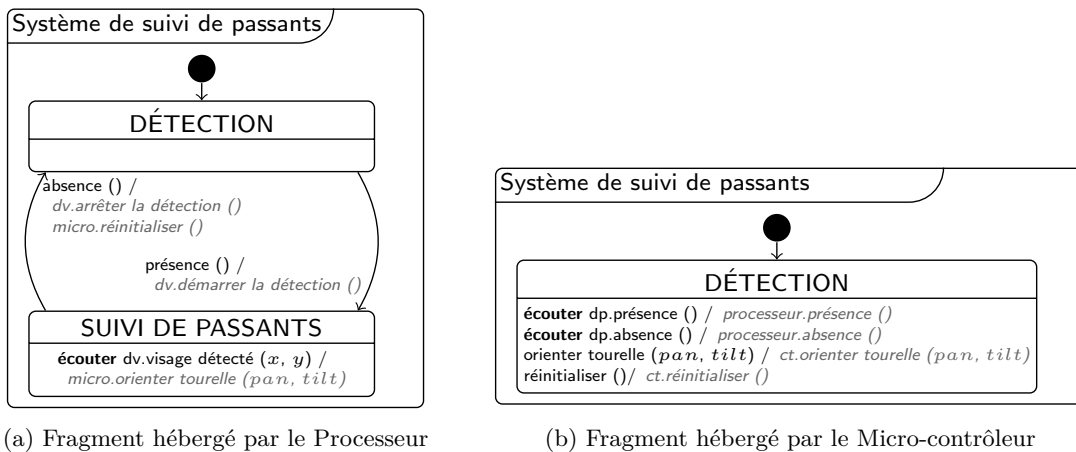 Système de suivi de passants
DÉTECTION
absence () /
dv.arrêter la détection ()
micro.réinitialiser ()
présence () /
dv.démarrer la détection ()
SUIVI DE PASSANTS
écouter dv.visage détecté (x, y) /
micro.orienter tourelle (pan, tilt)
(a) Fragment hébergé par le Processeur
Système de suivi de passants
DÉTECTION
écouter dp.présence () / processeur.présence ()
écouter dp.absence () / processeur.absence ()
orienter tourelle (pan, tilt) / ct.orienter tourelle (pan, tilt)
réinitialiser ()/ ct.réinitialiser ()
(b) Fragment hébergé par le Micro-contrôleur